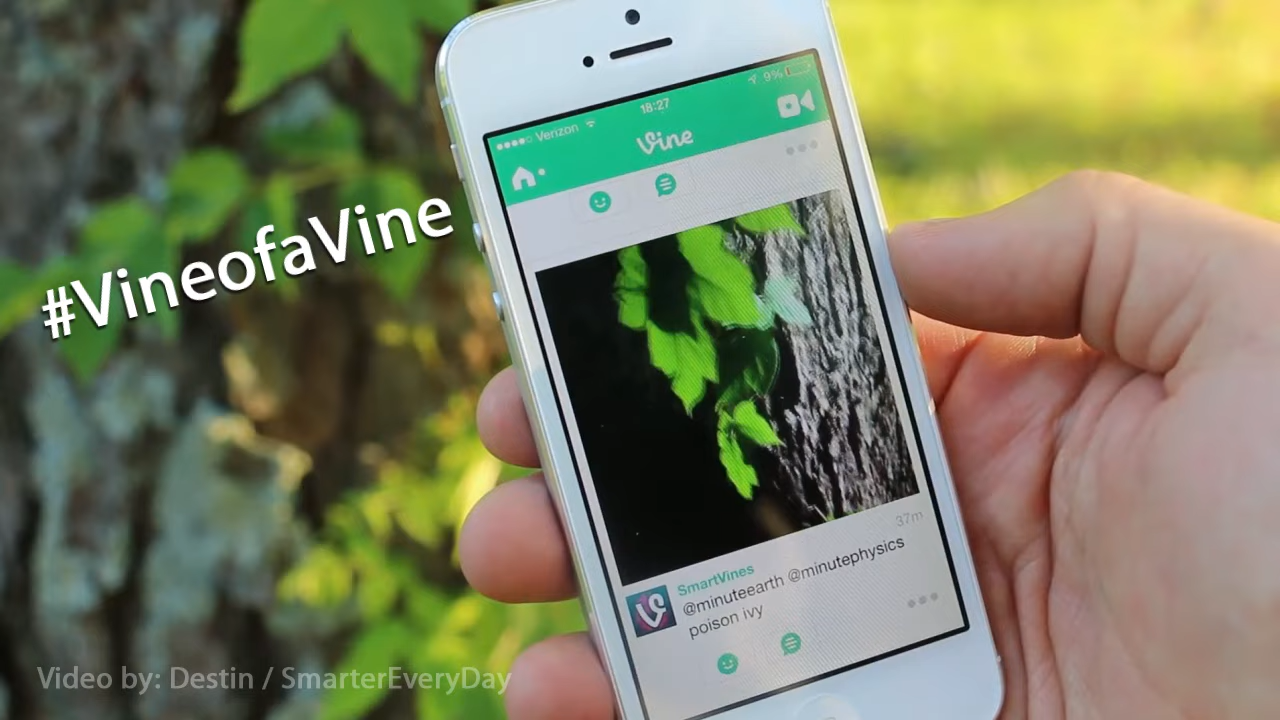 Verizon
18:27
9%
Vine
#VineofaVine
37m
SmartVines
@minuteearth @minutephysics
poison ivy
Video by: Destin / SmarterEveryDay